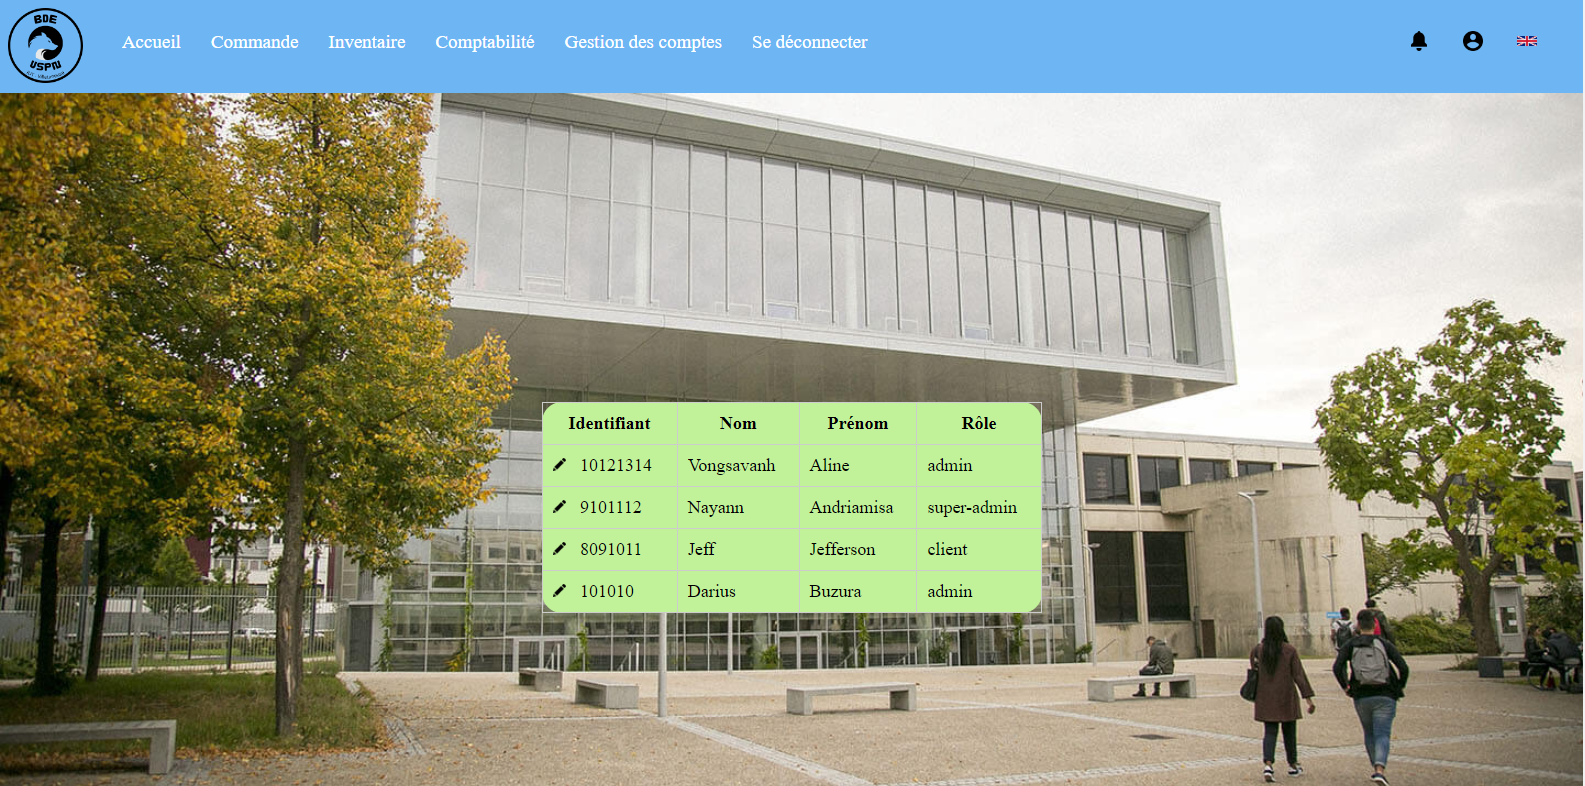 BDE
USPN
Accueil Commande Inventaire Comptabilité Gestion des comptes Se déconnecter
Identifiant Nom Prénom Rôle
10121314 Vongsavanh Aline admin
9101112 Nayann Andriamisa super-admin
8091011 Jeff Jefferson client
101010 Darius Buzura admin